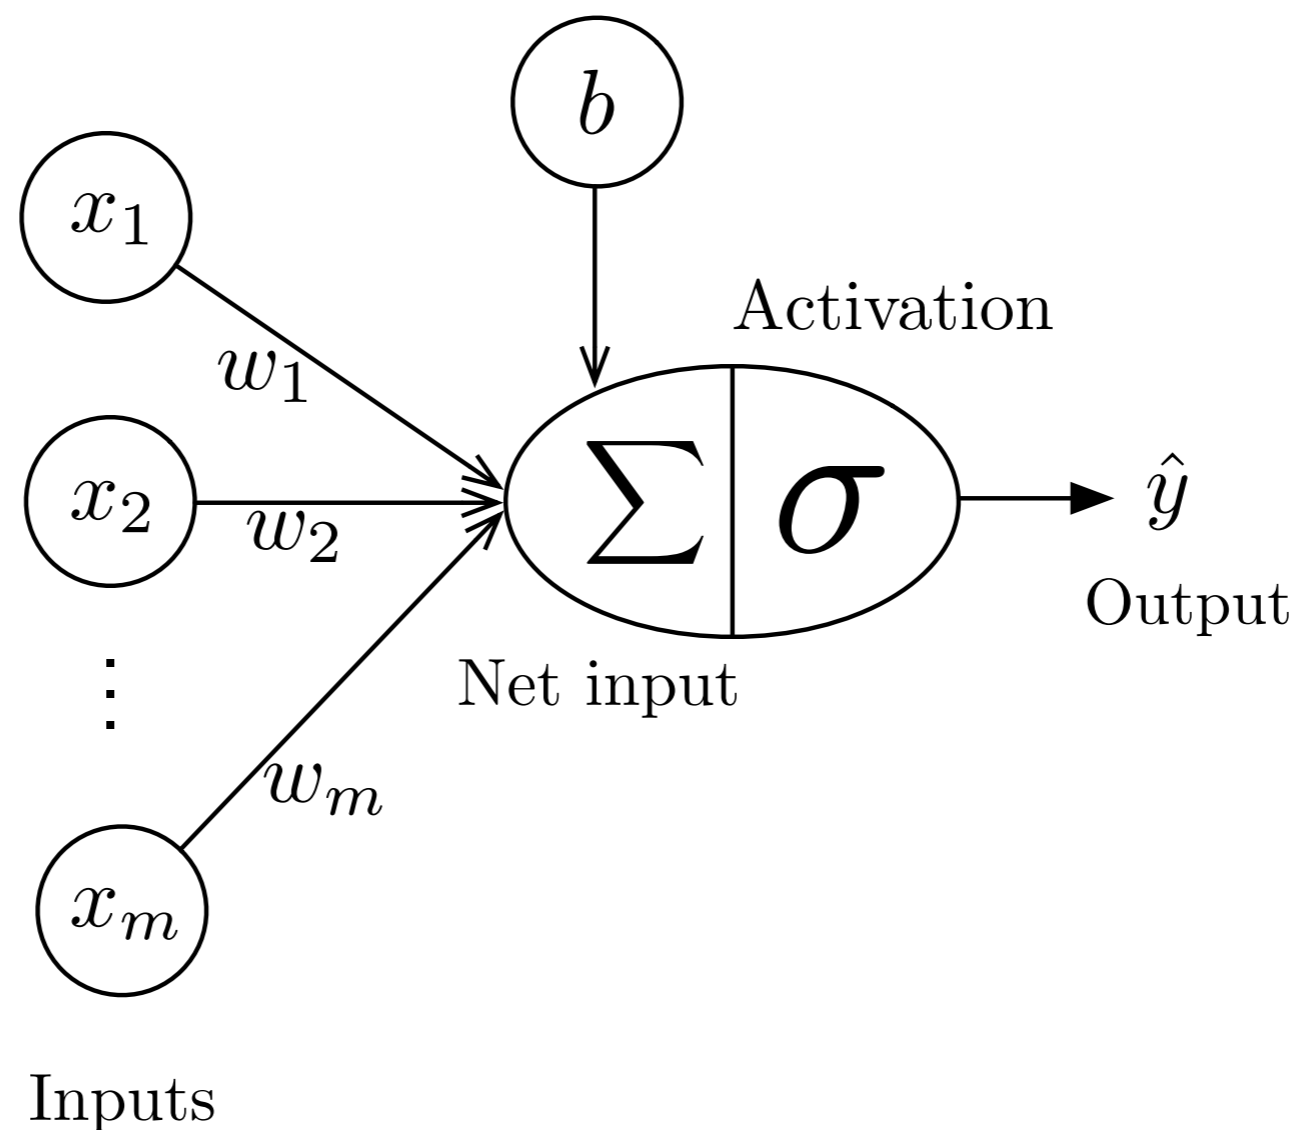 b
x₁
Activation
w₁
x₂
w₂
Σ
σ
ŷ
Output
⋮
Net input
wₘ
xₘ
Inputs